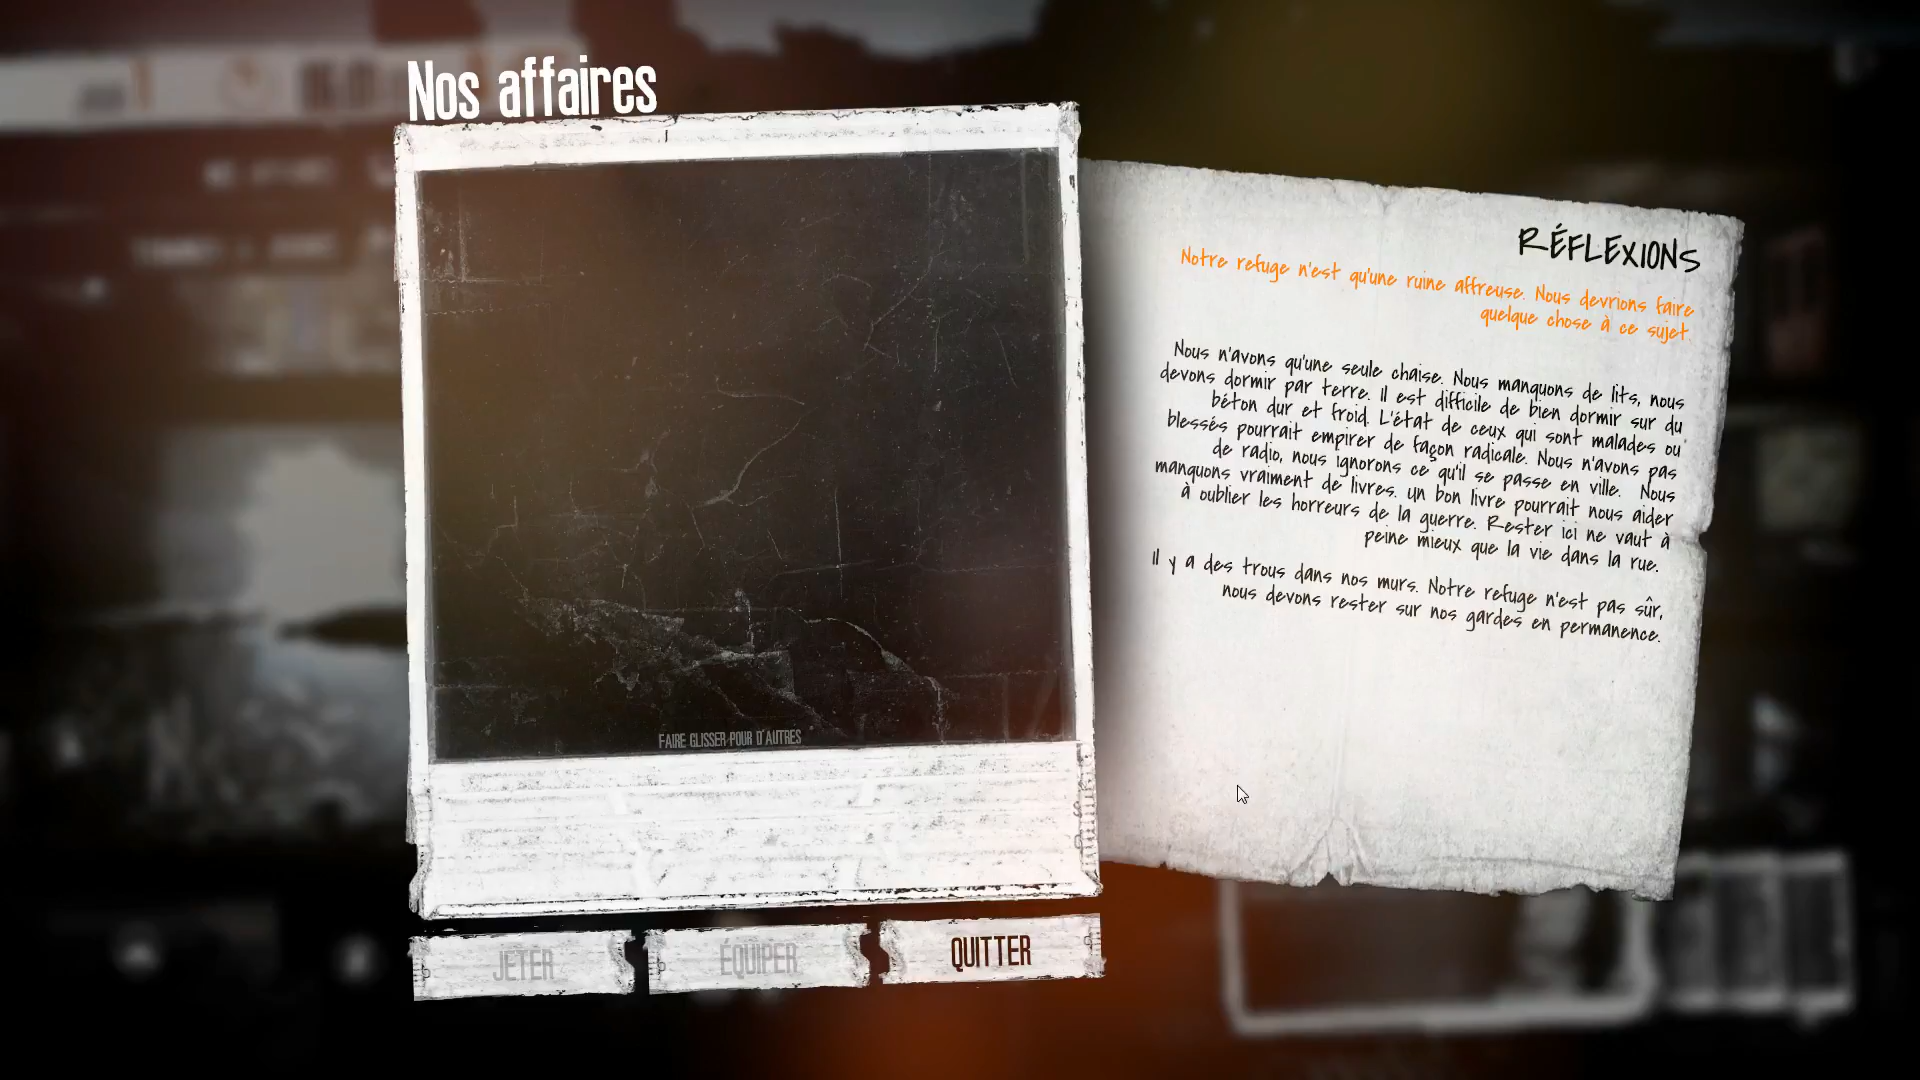 Nos affaires
FAIRE GLISSER POUR D'AUTRES
JETER
ÉQUIPER
QUITTER
RÉFLEXIONS
Notre refuge n'est qu'une ruine affreuse. Nous devrions faire
quelque chose à ce sujet.
Nous n'avons qu'une seule chaise. Nous manquons de lits, nous
devons dormir par terre. Il est difficile de bien dormir sur du
béton dur et froid. L'état de ceux qui sont malades ou
blessés pourrait empirer de façon radicale. Nous n'avons pas
de radio, nous ignorons ce qu'il se passe en ville. Nous
manquons vraiment de livres. un bon livre pourrait nous aider
à oublier les horreurs de la guerre. Rester ici ne vaut à
peine mieux que la vie dans la rue.
Il y a des trous dans nos murs. Notre refuge n'est pas sûr,
nous devons rester sur nos gardes en permanence.